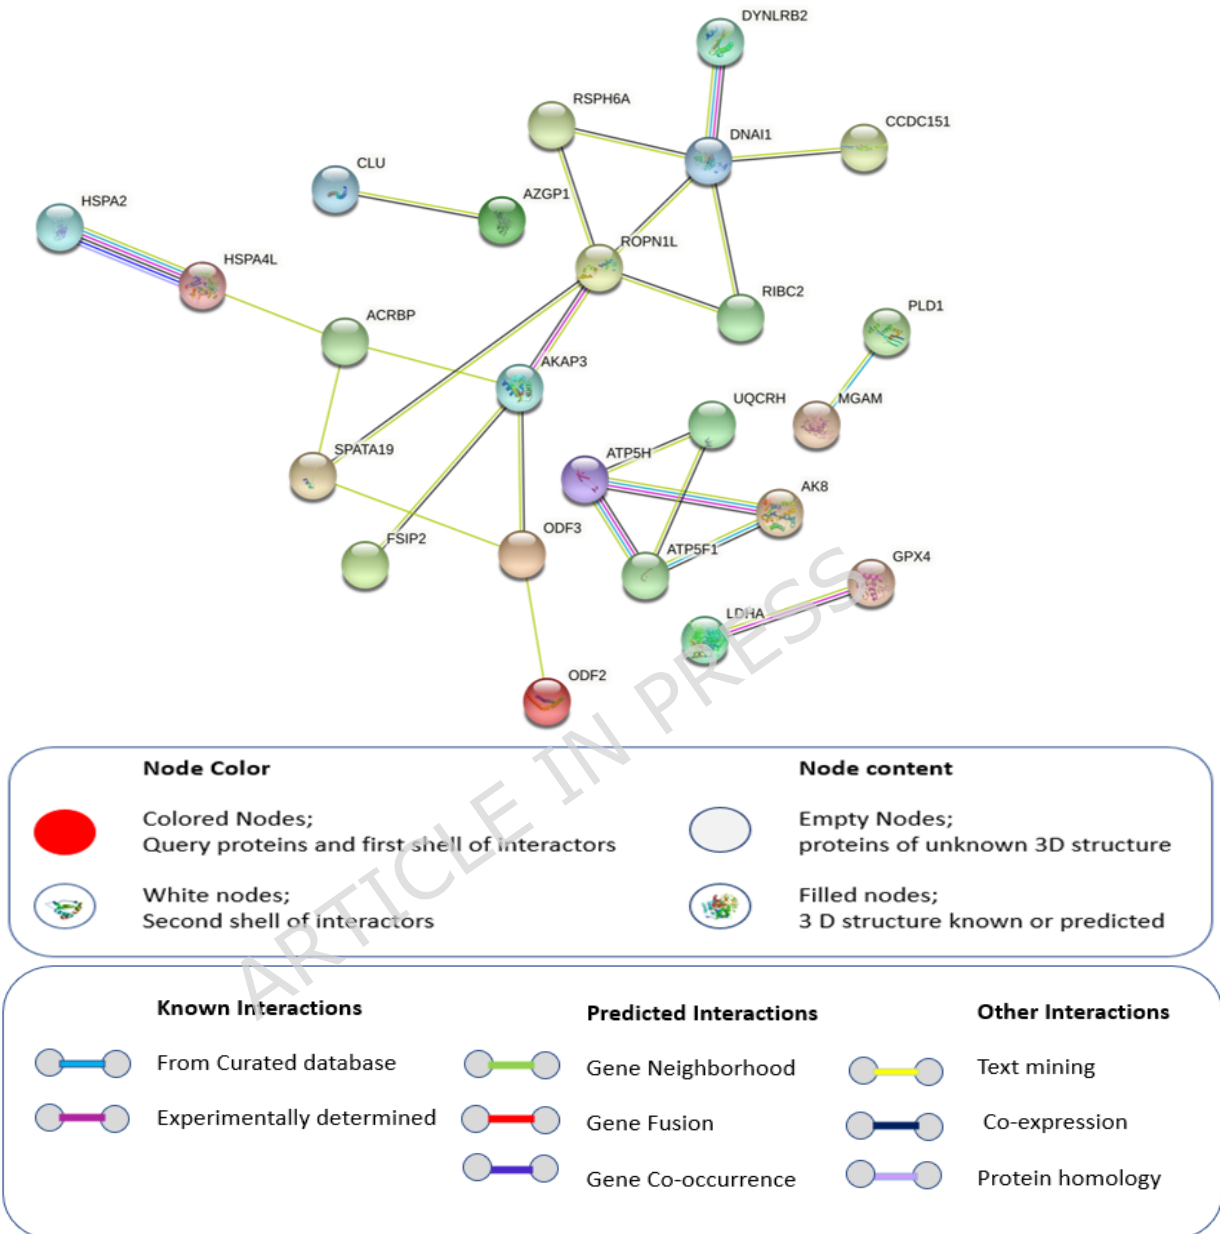 DYNLRB2
RSPH6A
CCDC151
DNAI1
CLU
AZGP1
HSPA2
ROPN1L
HSPA4L
RIBC2
PLD1
ACRBP
AKAP3
UQCRH
MGAM
SPATA19
ATP5H
AK8
ODF3
FSIP2
ATP5F1
GPX4
LDHA
ODF2
ARTICLE IN PRESS
Node Color
Colored Nodes;
Query proteins and first shell of interactors
White nodes;
Second shell of interactors
Node content
Empty Nodes;
proteins of unknown 3D structure
Filled nodes;
3 D structure known or predicted
Known Interactions
From Curated database
Experimentally determined
Predicted Interactions
Gene Neighborhood
Gene Fusion
Gene Co-occurrence
Other Interactions
Text mining
Co-expression
Protein homology